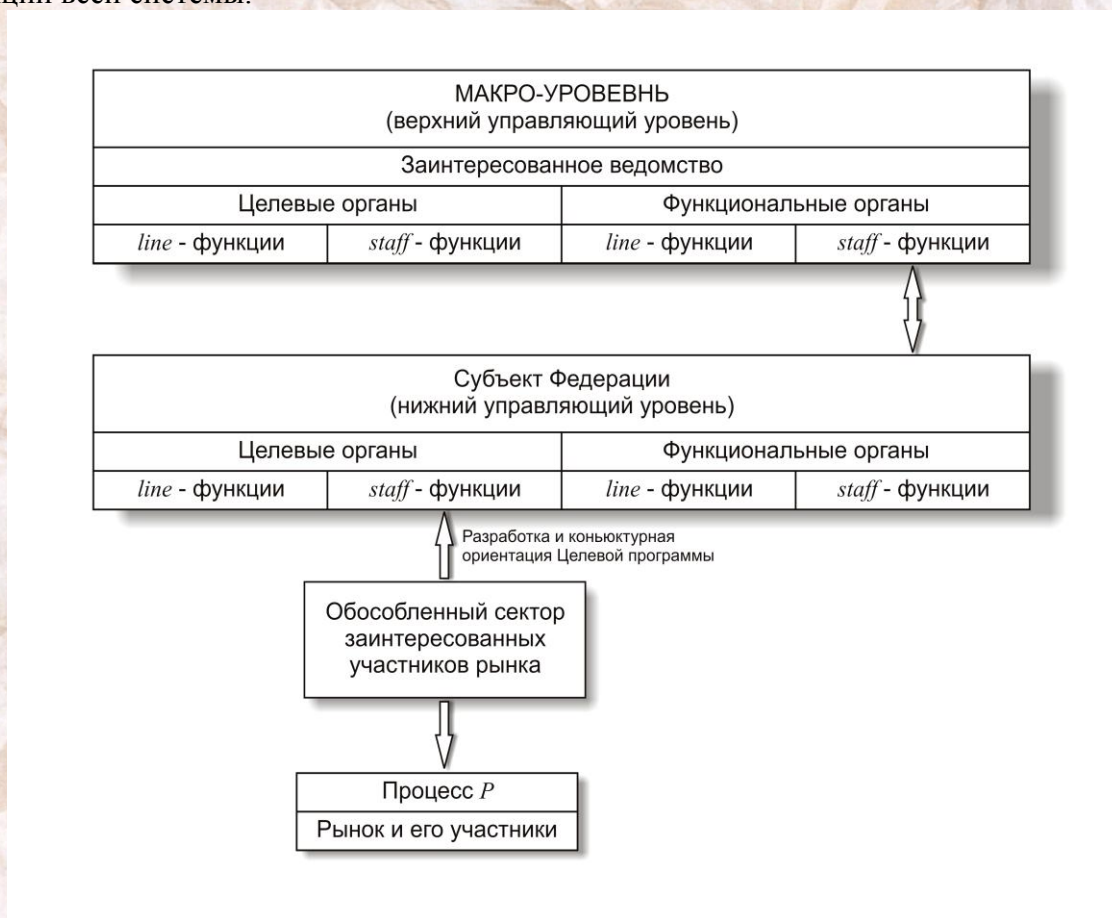 всей системы.
МАКРО-УРОВЕВНЬ
(верхний управляющий уровень)
Заинтересованное ведомство
Целевые органы Функциональные органы
line - функции staff - функции line - функции staff - функции
Субъект Федерации
(нижний управляющий уровень)
Целевые органы Функциональные органы
line - функции staff - функции line - функции staff - функции
Разработка и коньюктурная
ориентация Целевой программы
Обособленный сектор
заинтересованных
участников рынка
Процесс P
Рынок и его участники